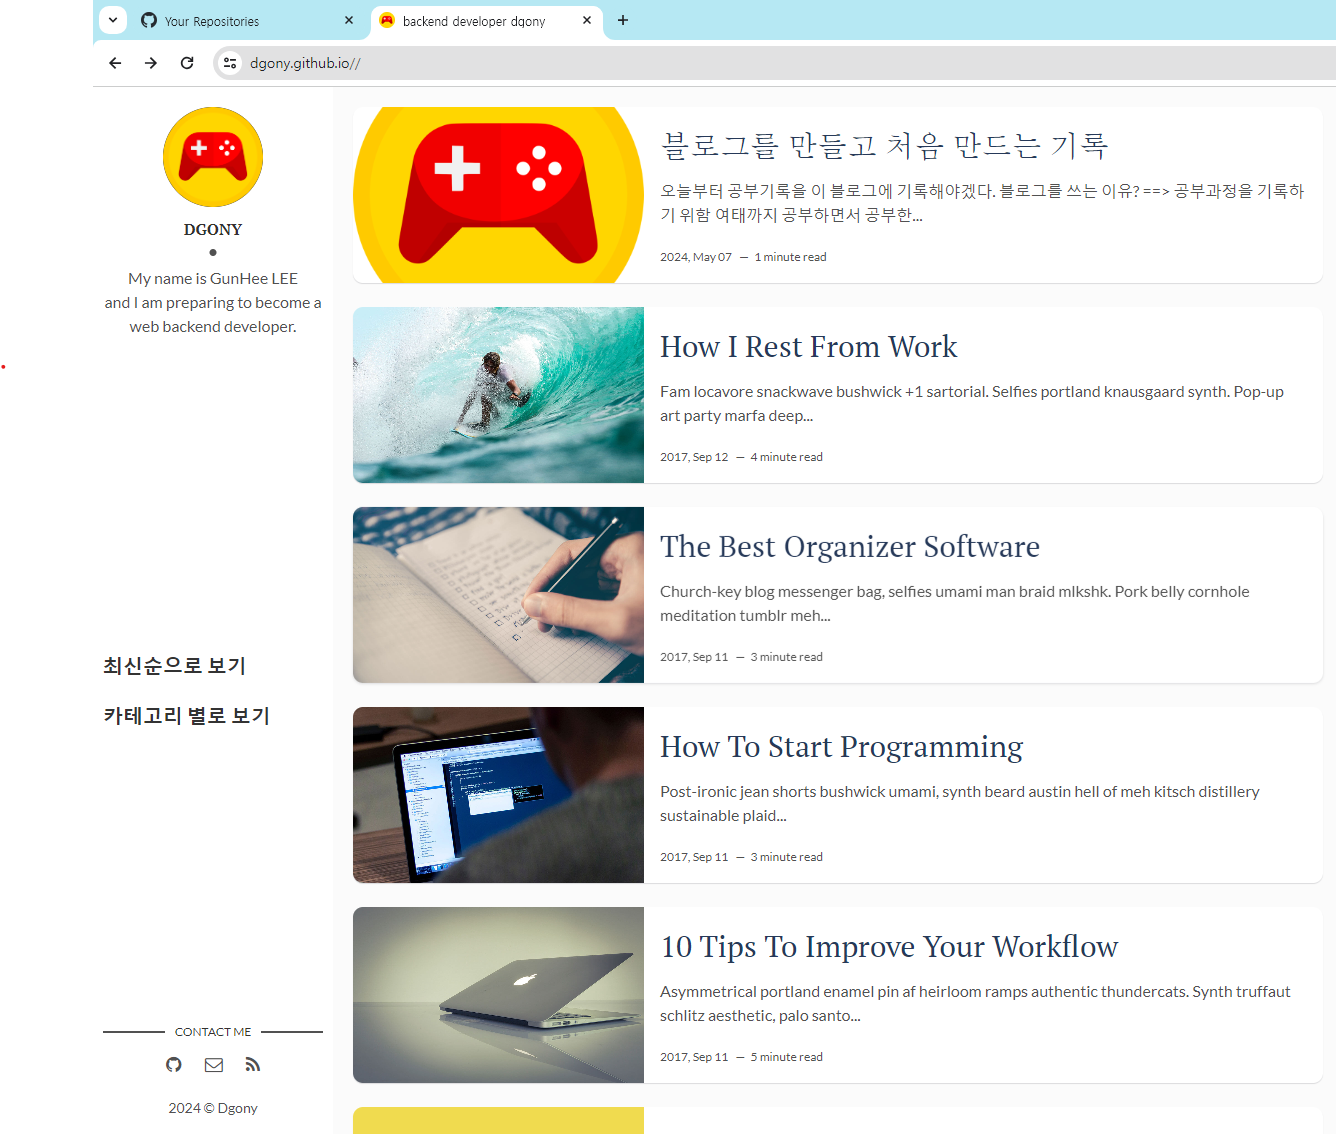 Your Repositories
backend developer dgony
dgony.github.io//
DGONY
My name is GunHee LEE
and I am preparing to become a
web backend developer.
최신순으로 보기
카테고리 별로 보기
CONTACT ME
2024 © Dgony
블로그를 만들고 처음 만드는 기록
오늘부터 공부기록을 이 블로그에 기록해야겠다. 블로그를 쓰는 이유? ==> 공부과정을 기록하
기 위함 여태까지 공부하면서 공부한...
2024, May 07 — 1 minute read
How I Rest From Work
Fam locavore snackwave bushwick +1 sartorial. Selfies portland knausgaard synth. Pop-up
art party marfa deep...
2017, Sep 12 — 4 minute read
The Best Organizer Software
Church-key blog messenger bag, selfies umami man braid mlkshk. Pork belly cornhole
meditation tumblr meh...
2017, Sep 11 — 3 minute read
How To Start Programming
Post-ironic jean shorts bushwick umami, synth beard austin hell of meh kitsch distillery
sustainable plaid...
2017, Sep 11 — 3 minute read
10 Tips To Improve Your Workflow
Asymmetrical portland enamel pin af heirloom ramps authentic thundercats. Synth truffaut
schlitz aesthetic, palo santo...
2017, Sep 11 — 5 minute read